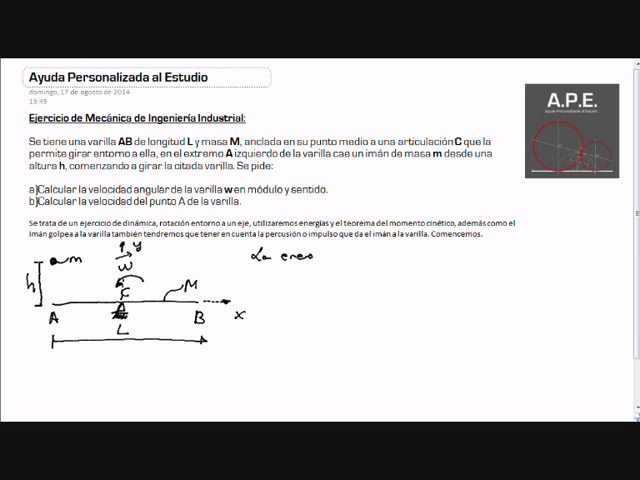 Ayuda Personalizada al Estudio
domingo, 17 de agosto de 2014
13:45
A.P.E.
Ayuda Personalizada al Estudio
Ejercicio de Mecánica de Ingeniería Industrial:
Se tiene una varilla AB de longitud L y masa M, anclada en su punto medio a una articulación C que la
permite girar entorno a ella, en el extremo A izquierdo de la varilla cae un imán de masa m desde una
altura h, comenzando a girar la citada varilla. Se pide:
a]Calcular la velocidad angular de la varilla w en módulo y sentido.
b]Calcular la velocidad del punto A de la varilla.
Se trata de un ejercicio de dinámica, rotación entorno a un eje, utilizaremos energías y el teorema del momento cinético, además como el
Imán golpea a la varilla también tendremos que tener en cuenta la percusión o impulso que da el imán a la varilla. Comencemos.
y
m
La ener
w
h
C
M
A
B
x
L